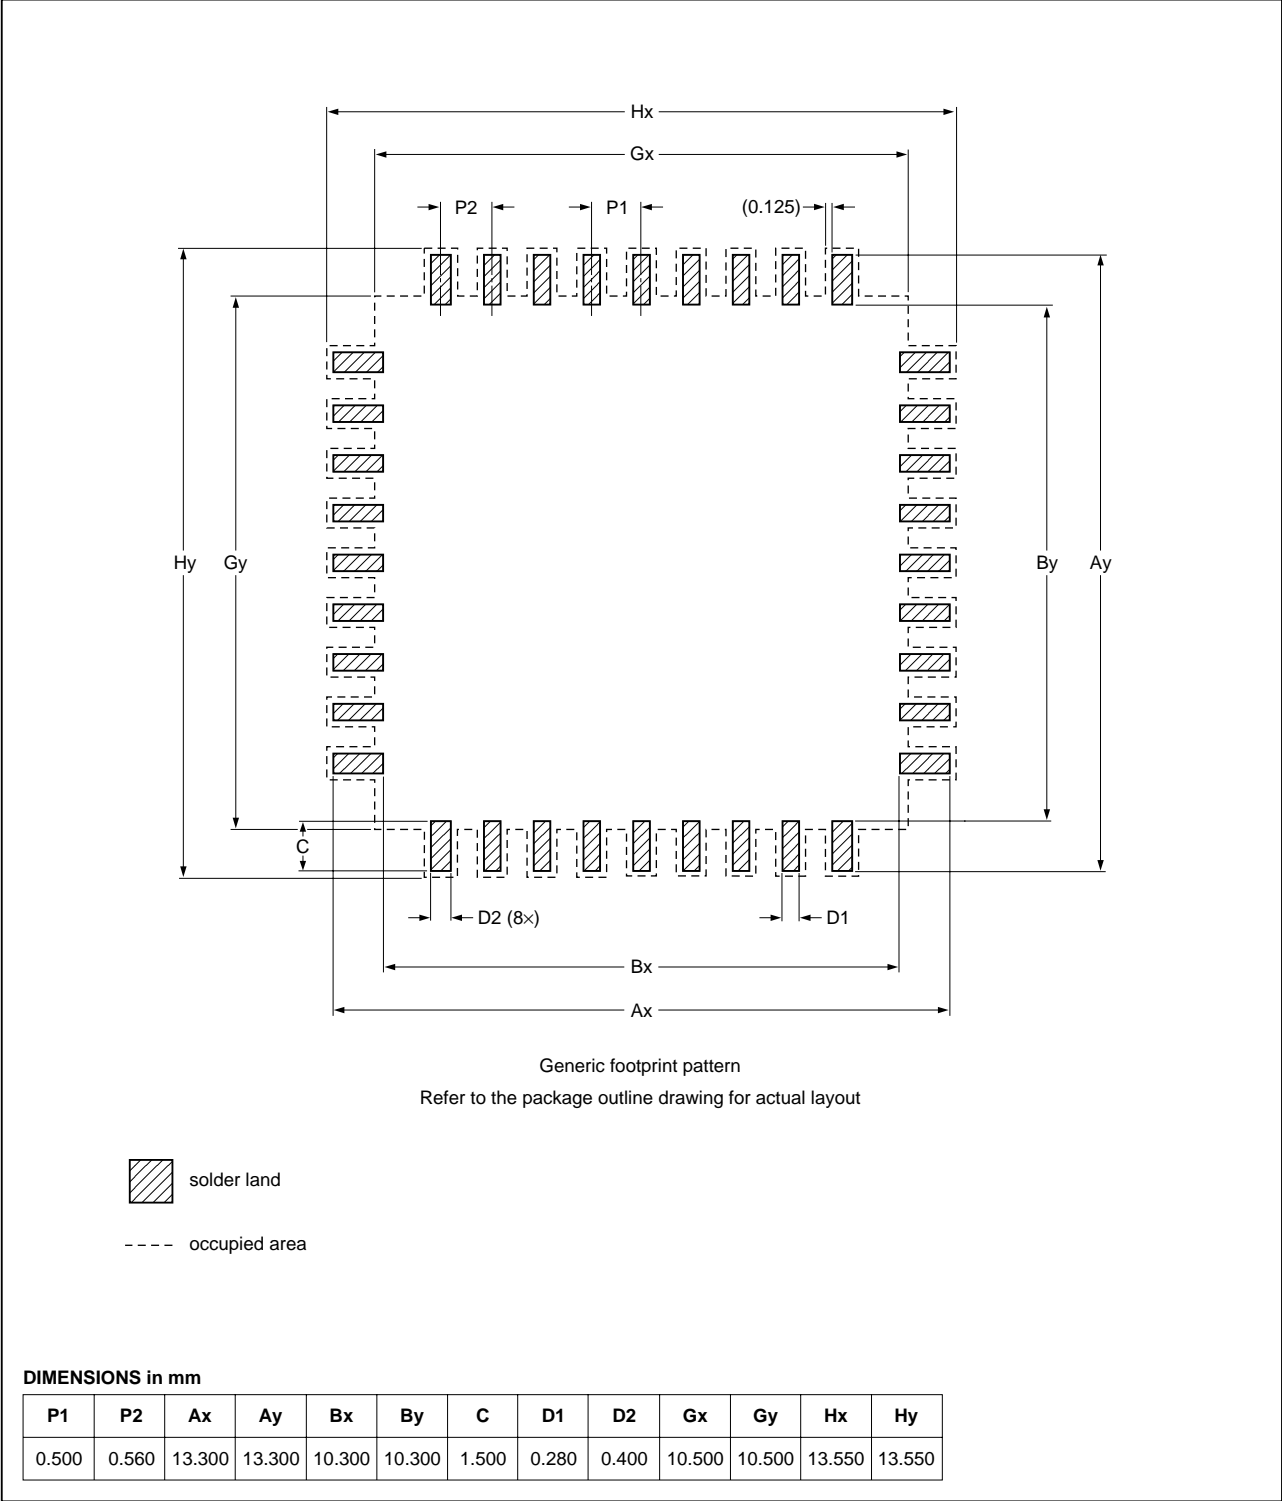 Hx
Gx
P2
P1
(0.125)
Hy
Gy
By
Ay
C
D2 (8×)
D1
Bx
Ax
Generic footprint pattern
Refer to the package outline drawing for actual layout
solder land
occupied area
DIMENSIONS in mm
P1 P2 Ax Ay Bx By C D1 D2 Gx Gy Hx Hy
0.500 0.560 13.300 13.300 10.300 10.300 1.500 0.280 0.400 10.500 10.500 13.550 13.550